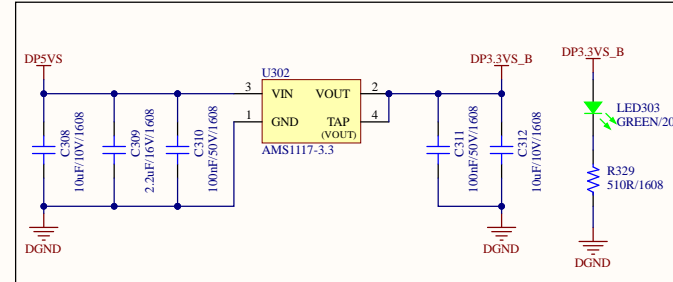 DP5VS
U302
3 VIN VOUT 2
1 GND TAP 4
(VOUT)
AMS1117-3.3
C308
10uF/10V/1608
C309
2.2uF/16V/1608
C310
100nF/50V/1608
DGND
DP3.3VS_B
C311
100nF/50V/1608
C312
10uF/10V/1608
DGND
DP3.3VS_B
LED303
GREEN/20
R329
510R/1608
DGND